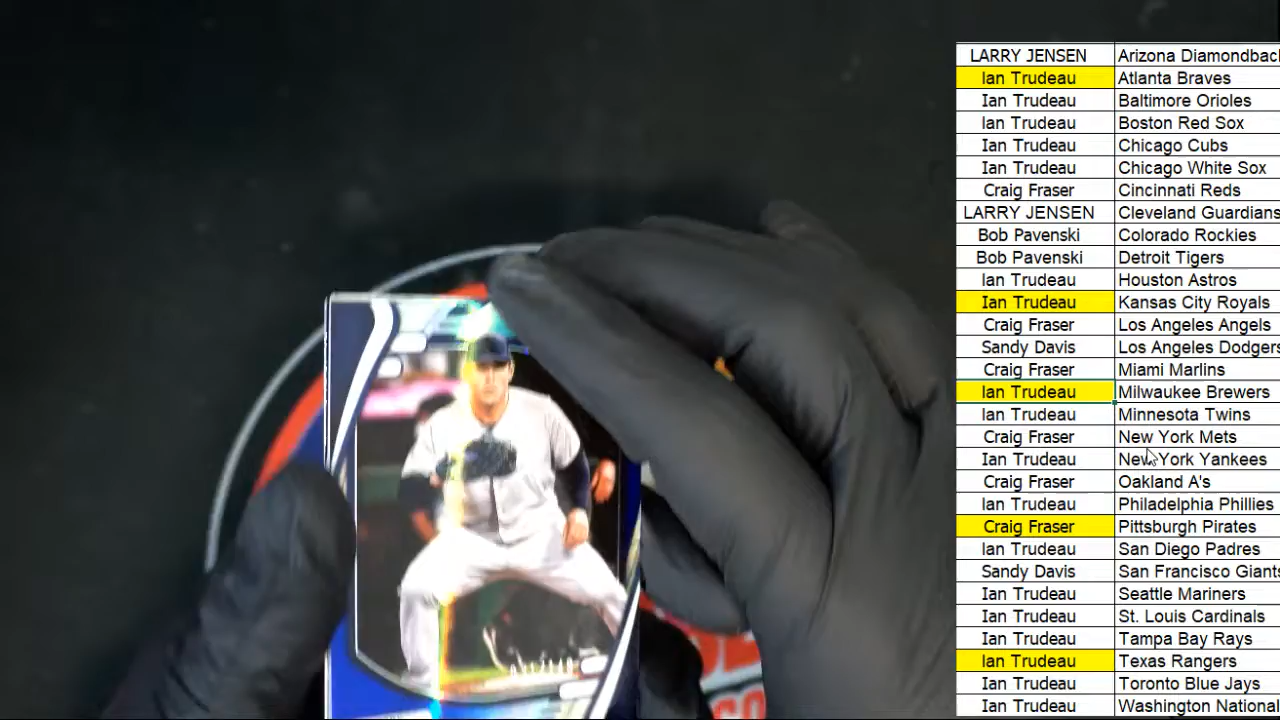 LARRY JENSEN Arizona Diamondbac
Ian Trudeau Atlanta Braves
Ian Trudeau Baltimore Orioles
Ian Trudeau Boston Red Sox
Ian Trudeau Chicago Cubs
Ian Trudeau Chicago White Sox
Craig Fraser Cincinnati Reds
LARRY JENSEN Cleveland Guardians
Bob Pavenski Colorado Rockies
Bob Pavenski Detroit Tigers
Ian Trudeau Houston Astros
Ian Trudeau Kansas City Royals
Craig Fraser Los Angeles Angels
Sandy Davis Los Angeles Dodgers
Craig Fraser Miami Marlins
Ian Trudeau Milwaukee Brewers
Ian Trudeau Minnesota Twins
Craig Fraser New York Mets
Ian Trudeau New York Yankees
Craig Fraser Oakland A's
Ian Trudeau Philadelphia Phillies
Craig Fraser Pittsburgh Pirates
Ian Trudeau San Diego Padres
Sandy Davis San Francisco Giants
Ian Trudeau Seattle Mariners
Ian Trudeau St. Louis Cardinals
Ian Trudeau Tampa Bay Rays
Ian Trudeau Texas Rangers
Ian Trudeau Toronto Blue Jays
Ian Trudeau Washington National